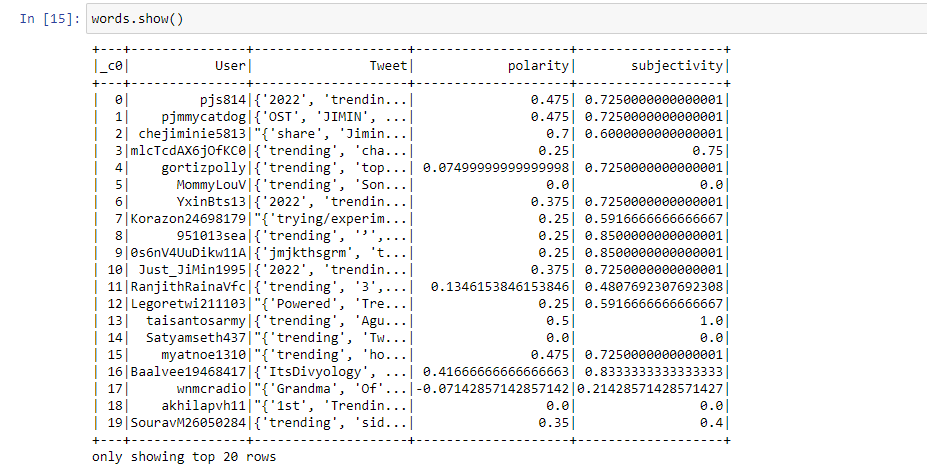 In [15]: words.show()
+---+---------------+--------------------+--------------------+-------------------+
|_c0|           User|               Tweet|            polarity|       subjectivity|
+---+---------------+--------------------+--------------------+-------------------+
|  0|         pjs814|{'2022', 'trendin...|               0.475| 0.7250000000000001|
|  1|    pjmmycatdog|{'OST', 'JIMIN', ...|               0.475| 0.7250000000000001|
|  2| chejiminie5813|"{'share', 'Jimin...|                 0.7| 0.6000000000000001|
|  3|mlcTcdAX6jOfKC0|{'trending', 'cha...|                0.25|               0.75|
|  4|    gortizpolly|{'trending', 'top...| 0.07499999999999998| 0.7250000000000001|
|  5|      MommyLouV|{'trending', 'Son...|                 0.0|                0.0|
|  6|      YxinBts13|{'2022', 'trendin...|               0.375| 0.7250000000000001|
|  7|Korazon24698179|"{'trying/experim...|                0.25| 0.5916666666666667|
|  8|      951013sea|{'trending', '’',...|                0.25| 0.8500000000000001|
|  9|0s6nV4UuDikw11A|{'jmjkthsgrm', 't...|                0.25| 0.8500000000000001|
| 10| Just_JiMin1995|{'2022', 'trendin...|               0.375| 0.7250000000000001|
| 11|RanjithRainaVfc|{'trending', '3',...|  0.1346153846153846| 0.4807692307692308|
| 12|Legoretwi211103|"{'Powered', 'Tre...|                0.25| 0.5916666666666667|
| 13|  taisantosarmy|{'trending', 'Agu...|                 0.5|                1.0|
| 14|  Satyamseth437|"{'trending', 'Tw...|                 0.0|                0.0|
| 15|    myatnoe1310|"{'trending', 'ho...|               0.475| 0.7250000000000001|
| 16|Baalvee19468417|{'ItsDivyology', ...| 0.41666666666666663| 0.8333333333333333|
| 17|     wnmcradio|"{'Grandma', 'Of'...|-0.07142857142857142|0.21428571428571427|
| 18|    akhilapvh11|"{'1st', 'Trendin...|                 0.0|                0.0|
| 19|SouravM26050284|{'trending', 'sid...|                0.35|                0.4|
+---+---------------+--------------------+--------------------+-------------------+
only showing top 20 rows